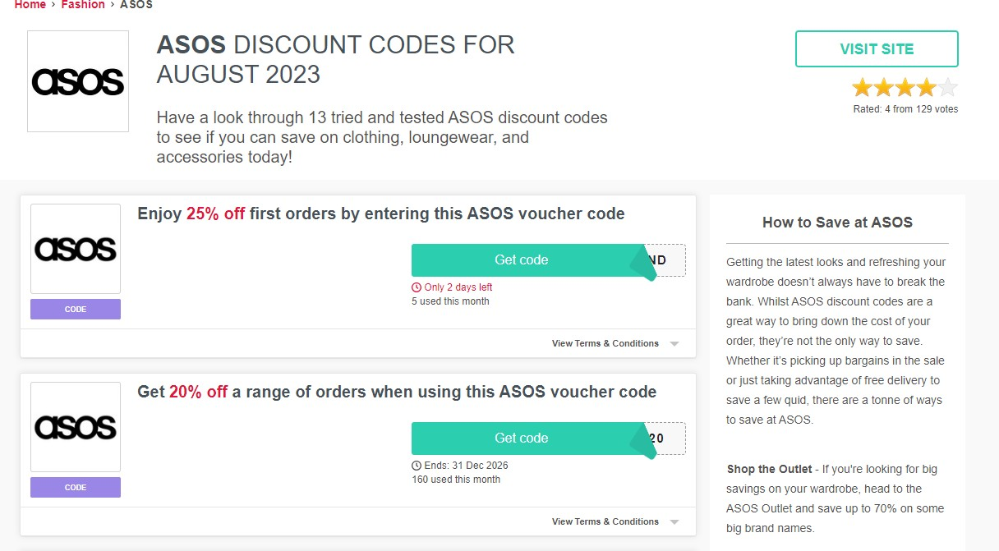 Home › Fashion › ASOS
asos
ASOS DISCOUNT CODES FOR
AUGUST 2023
Have a look through 13 tried and tested ASOS discount codes
to see if you can save on clothing, loungewear, and
accessories today!
VISIT SITE
Rated: 4 from 129 votes
asos
CODE
Enjoy 25% off first orders by entering this ASOS voucher code
Get code
ND
Only 2 days left
5 used this month
View Terms & Conditions
asos
CODE
Get 20% off a range of orders when using this ASOS voucher code
Get code
20
Ends: 31 Dec 2026
160 used this month
View Terms & Conditions
How to Save at ASOS
Getting the latest looks and refreshing your
wardrobe doesn’t always have to break the
bank. Whilst ASOS discount codes are a
great way to bring down the cost of your
order, they’re not the only way to save.
Whether it’s picking up bargains in the sale
or just taking advantage of free delivery to
save a few quid, there are a tonne of ways
to save at ASOS.
Shop the Outlet - If you're looking for big
savings on your wardrobe, head to the
ASOS Outlet and save up to 70% on some
big brand names.